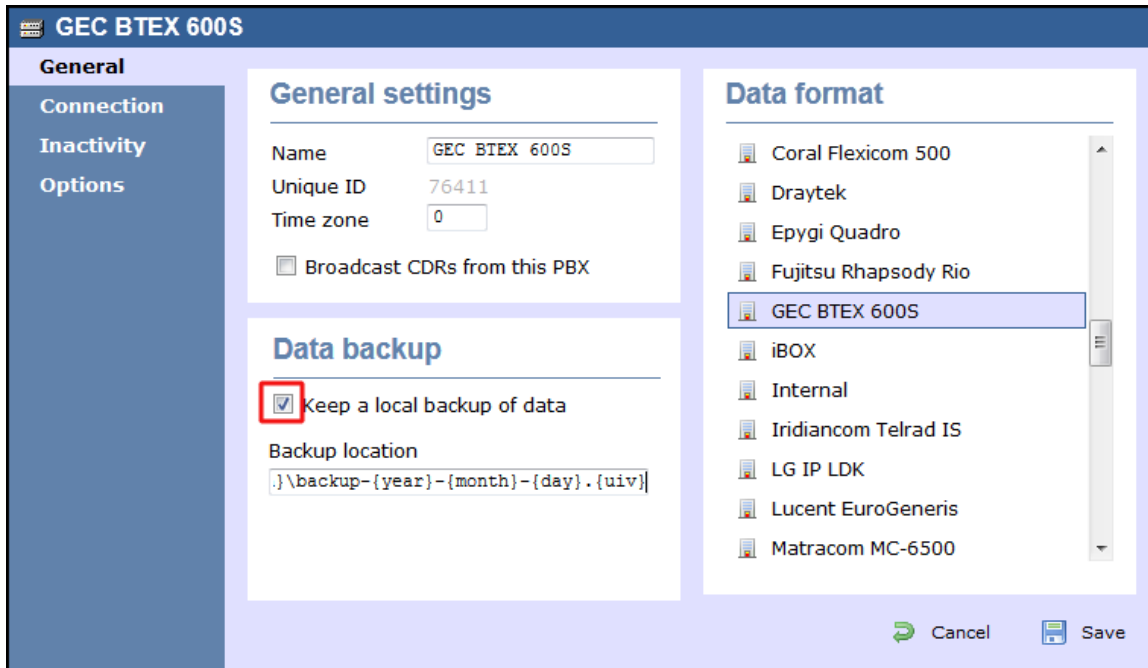 GEC BTEX 600S
General
Connection
Inactivity
Options
General settings
Name GEC BTEX 600S
Unique ID 76411
Time zone 0
Broadcast CDRs from this PBX
Data backup
Keep a local backup of data
Backup location
.}\backup-{year}-{month}-{day}.{uiv}
Data format
Coral Flexicom 500
Draytek
Epygi Quadro
Fujitsu Rhapsody Rio
GEC BTEX 600S
iBOX
Internal
Iridiancom Telrad IS
LG IP LDK
Lucent EuroGeneris
Matracom MC-6500
Cancel Save